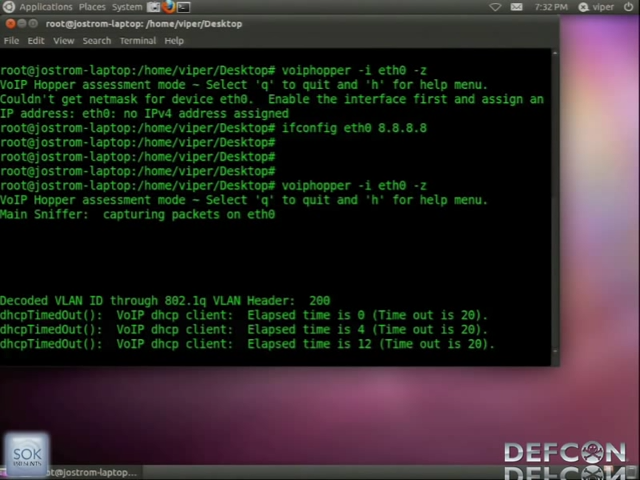 Applications Places System 7:32 PM viper
root@jostrom-laptop: /home/viper/Desktop
File Edit View Search Terminal Help
root@jostrom-laptop:/home/viper/Desktop# voiphopper -i eth0 -z
VoIP Hopper assessment mode ~ Select 'q' to quit and 'h' for help menu.
Couldn't get netmask for device eth0.  Enable the interface first and assign an
IP address: eth0: no IPv4 address assigned
root@jostrom-laptop:/home/viper/Desktop# ifconfig eth0 8.8.8.8
root@jostrom-laptop:/home/viper/Desktop#
root@jostrom-laptop:/home/viper/Desktop#
root@jostrom-laptop:/home/viper/Desktop#
root@jostrom-laptop:/home/viper/Desktop# voiphopper -i eth0 -z
VoIP Hopper assessment mode ~ Select 'q' to quit and 'h' for help menu.
Main Sniffer:  capturing packets on eth0
Decoded VLAN ID through 802.1q VLAN Header:  200
dhcpTimedOut():  VoIP dhcp client:  Elapsed time is 0 (Time out is 20).
dhcpTimedOut():  VoIP dhcp client:  Elapsed time is 4 (Time out is 20).
dhcpTimedOut():  VoIP dhcp client:  Elapsed time is 12 (Time out is 20).
SOK
PRESENTS
DEFCON
root@jostrom-laptop:...